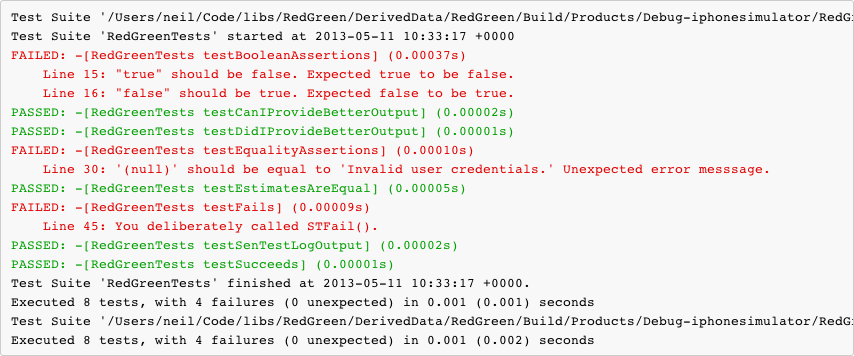 Test Suite '/Users/neil/Code/libs/RedGreen/DerivedData/RedGreen/Build/Products/Debug-iphonesimulator/RedG
Test Suite 'RedGreenTests' started at 2013-05-11 10:33:17 +0000
FAILED: -[RedGreenTests testBooleanAssertions] (0.00037s)
Line 15: "true" should be false. Expected true to be false.
Line 16: "false" should be true. Expected false to be true.
PASSED: -[RedGreenTests testCanIProvideBetterOutput] (0.00002s)
PASSED: -[RedGreenTests testDidIProvideBetterOutput] (0.00001s)
FAILED: -[RedGreenTests testEqualityAssertions] (0.00010s)
Line 30: '(null)' should be equal to 'Invalid user credentials.' Unexpected error messsage.
PASSED: -[RedGreenTests testEstimatesAreEqual] (0.00005s)
FAILED: -[RedGreenTests testFails] (0.00009s)
Line 45: You deliberately called STFail().
PASSED: -[RedGreenTests testSenTestLogOutput] (0.00002s)
PASSED: -[RedGreenTests testSucceeds] (0.00001s)
Test Suite 'RedGreenTests' finished at 2013-05-11 10:33:17 +0000.
Executed 8 tests, with 4 failures (0 unexpected) in 0.001 (0.001) seconds
Test Suite '/Users/neil/Code/libs/RedGreen/DerivedData/RedGreen/Build/Products/Debug-iphonesimulator/RedG
Executed 8 tests, with 4 failures (0 unexpected) in 0.001 (0.002) seconds